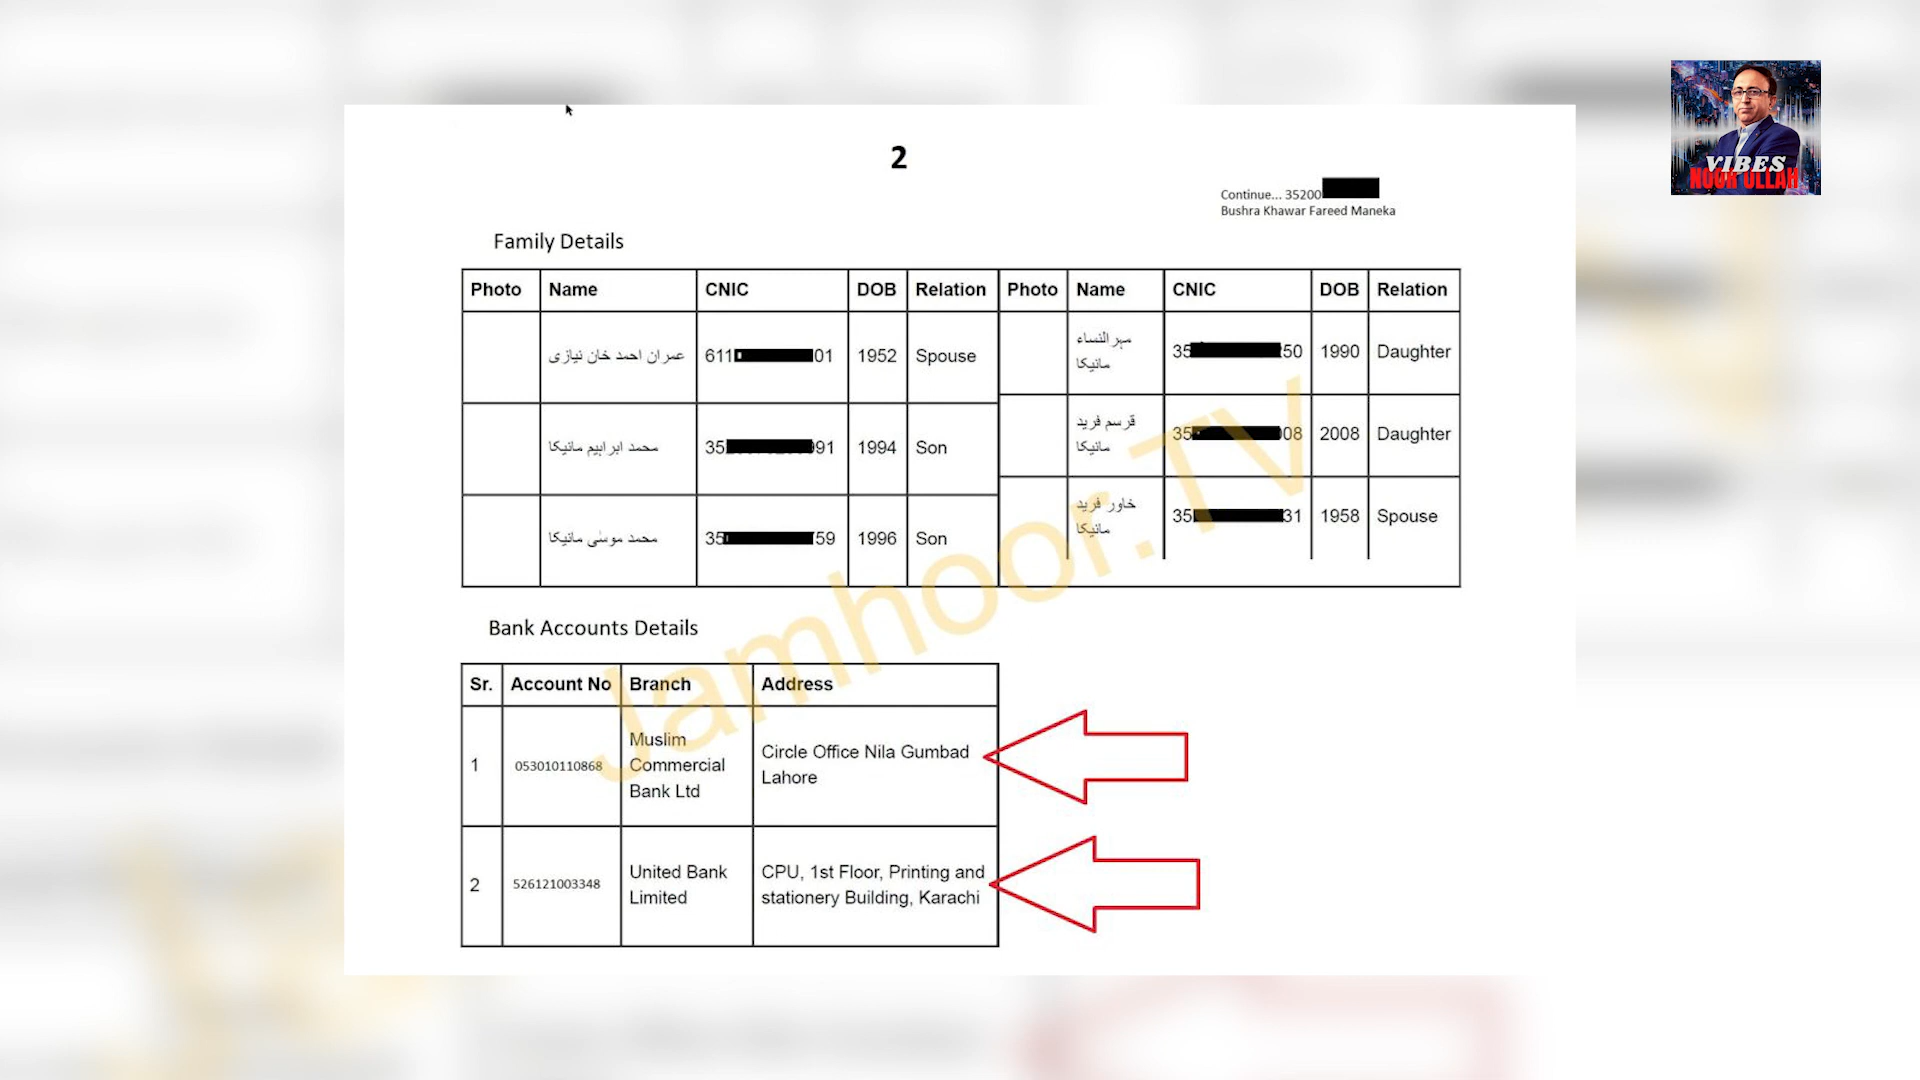 2
Continue... 35200
Bushra Khawar Fareed Maneka
Family Details
Photo Name CNIC DOB Relation Photo Name CNIC DOB Relation
عمران احمد خان نیازی 611 01 1952 Spouse
مہرالنساء
مانیکا
35 50 1990 Daughter
محمد ابراہیم مانیکا 35 91 1994 Son
قرسم فرید
مانیکا
35 08 2008 Daughter
محمد موسٰی مانیکا 35 59 1996 Son
خاور فرید
مانیکا
35 31 1958 Spouse
Bank Accounts Details
Sr. Account No Branch Address
1 053010110868
Muslim
Commercial
Bank Ltd
Circle Office Nila Gumbad
Lahore
2 526121003348
United Bank
Limited
CPU, 1st Floor, Printing and
stationery Building, Karachi
Jamhoor.TV
VIBES
NOOR ULLAH